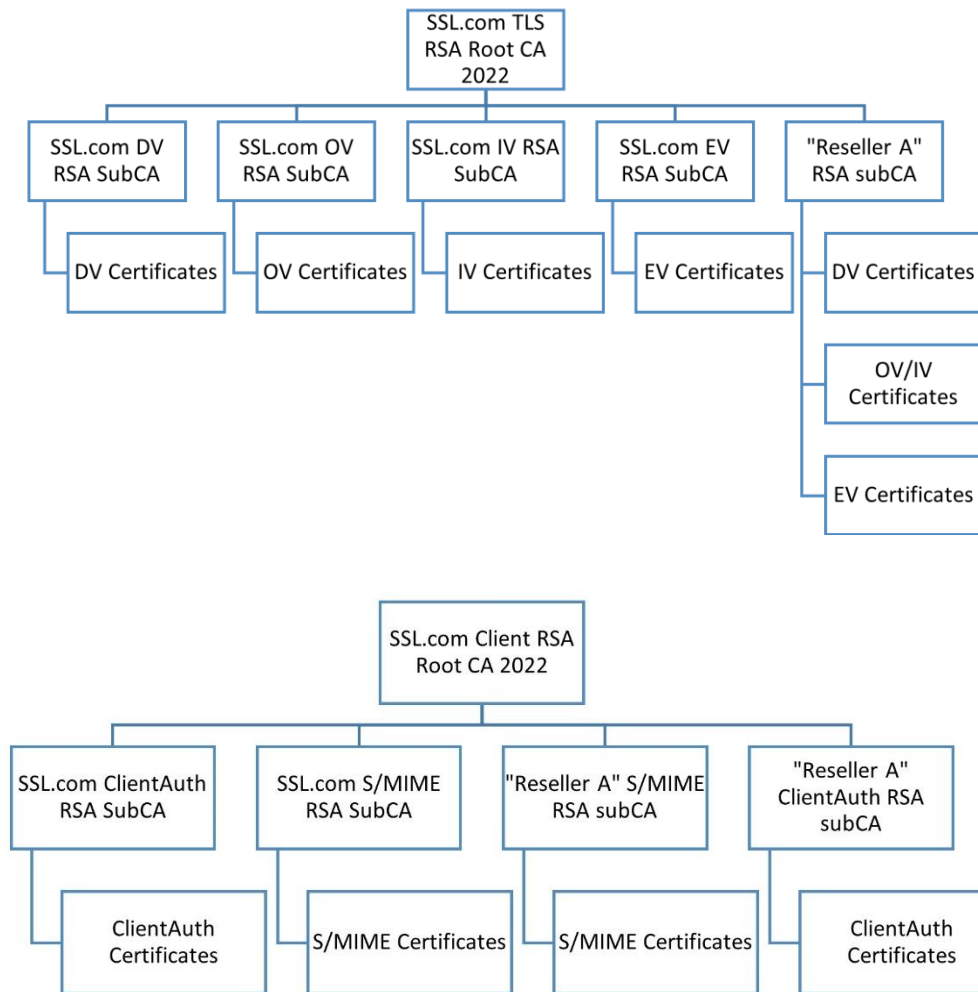 SSL.com TLS
RSA Root CA
2022
SSL.com DV
RSA SubCA
SSL.com OV
RSA SubCA
SSL.com IV RSA
SubCA
SSL.com EV
RSA SubCA
"Reseller A"
RSA subCA
DV Certificates
OV Certificates
IV Certificates
EV Certificates
DV Certificates
OV/IV
Certificates
EV Certificates
SSL.com Client RSA
Root CA 2022
SSL.com ClientAuth
RSA SubCA
SSL.com S/MIME
RSA SubCA
"Reseller A" S/MIME
RSA subCA
"Reseller A"
ClientAuth RSA
subCA
ClientAuth
Certificates
S/MIME Certificates
S/MIME Certificates
ClientAuth
Certificates